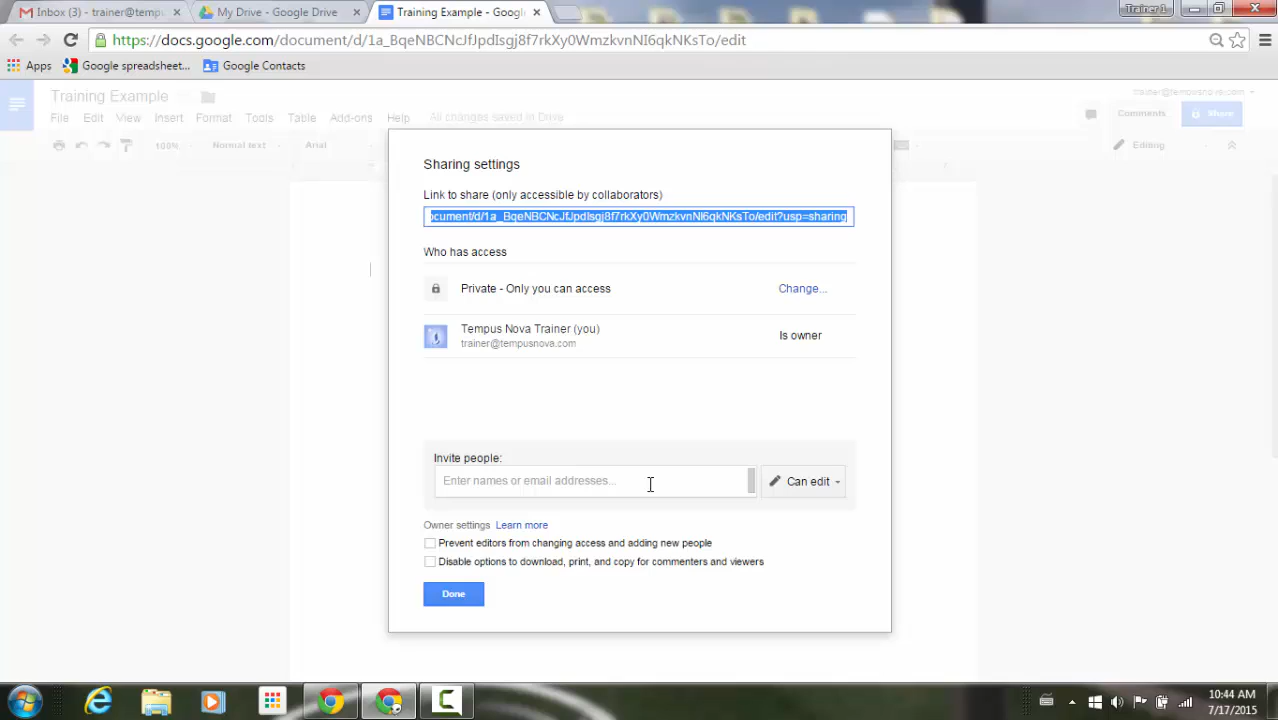 Inbox (3) - trainer@temp
My Drive - Google Drive
Training Example - Goog
Trainer 1
https://docs.google.com/document/d/1a_BqeNBCNcJfJpdIsgj8f7rkXy0WmzkvnNI6qkNKsTo/edit
Apps
Google spreadsheet...
Google Contacts
Training Example
File Edit View Insert Format Tools Table Add-ons Help All changes saved in Drive
Comments
Share
100% Normal text Arial
Editing
Sharing settings
Link to share (only accessible by collaborators)
ocument/d/1a_BqeNBCNcJfJpdIsgj8f7rkXy0WmzkvnNI6qkNKsTo/edit?usp=sharing
Who has access
Private - Only you can access Change...
Tempus Nova Trainer (you)
Is owner
trainer@tempusnova.com
Invite people:
Enter names or email addresses... Can edit
Owner settings Learn more
Prevent editors from changing access and adding new people
Disable options to download, print, and copy for commenters and viewers
Done
10:44 AM
7/17/2015